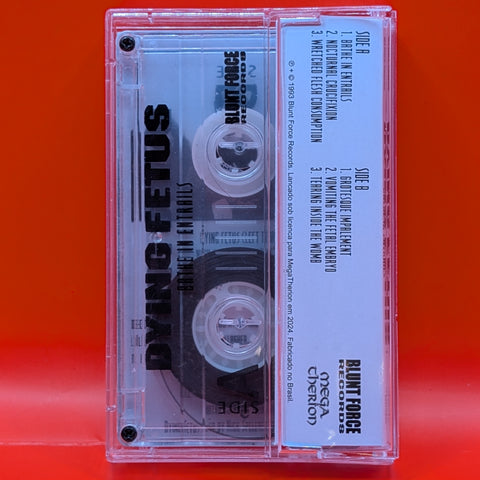 DYING FETUS
BATHE IN ENTRAILS
BLUNT FORCE
RECORDS
SIDE A
SIDE A
1. BATHE IN ENTRAILS
2. NOCTURNAL CRUCIFIXION
3. WRETCHED FLESH CONSUMPTION
SIDE B
1. GROTESQUE IMPALEMENT
2. VOMITING THE FETAL EMBRYO
3. TEARING INSIDE THE WOMB
℗ + © 1993 Blunt Force Records. Lancado sob licenca para MegaTherion em 2024. Fabricado no Brasil.
BLUNT FORCE
RECORDS
MEGA
THERION